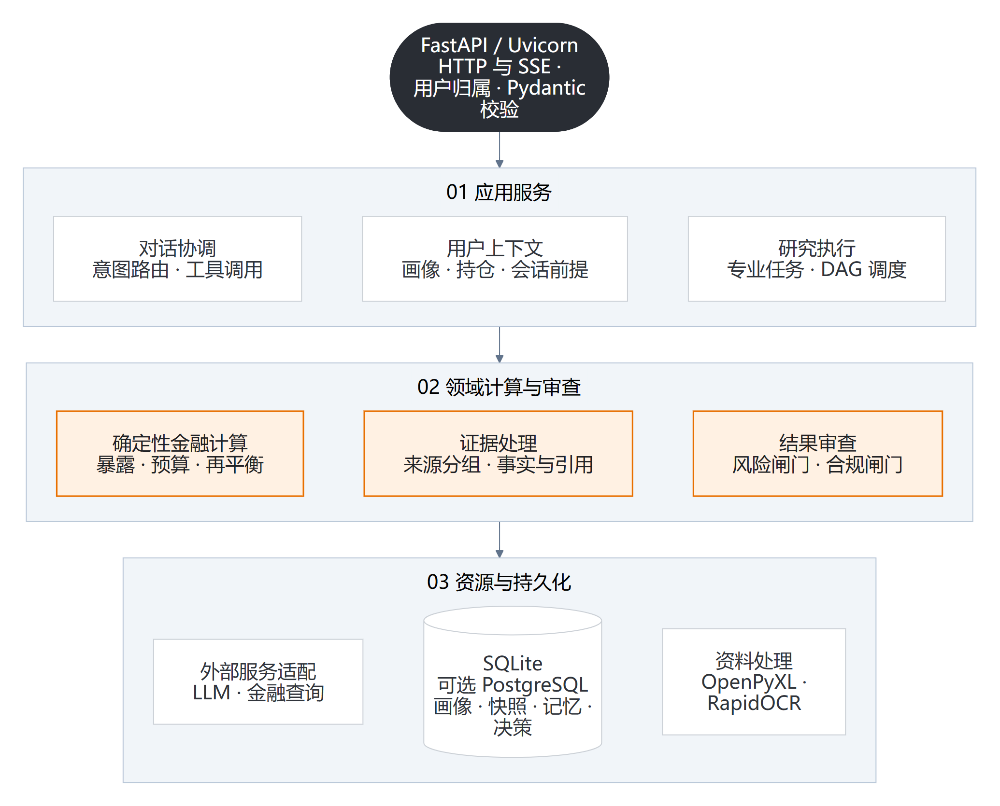 FastAPI / Uvicorn
HTTP 与 SSE ·
用户归属 · Pydantic
校验
01 应用服务
对话协调
意图路由 · 工具调用
用户上下文
画像 · 持仓 · 会话前提
研究执行
专业任务 · DAG 调度
02 领域计算与审查
确定性金融计算
暴露 · 预算 · 再平衡
证据处理
来源分组 · 事实与引用
结果审查
风险闸门 · 合规闸门
03 资源与持久化
外部服务适配
LLM · 金融查询
SQLite
可选 PostgreSQL
画像 · 快照 · 记忆 ·
决策
资料处理
OpenPyXL ·
RapidOCR